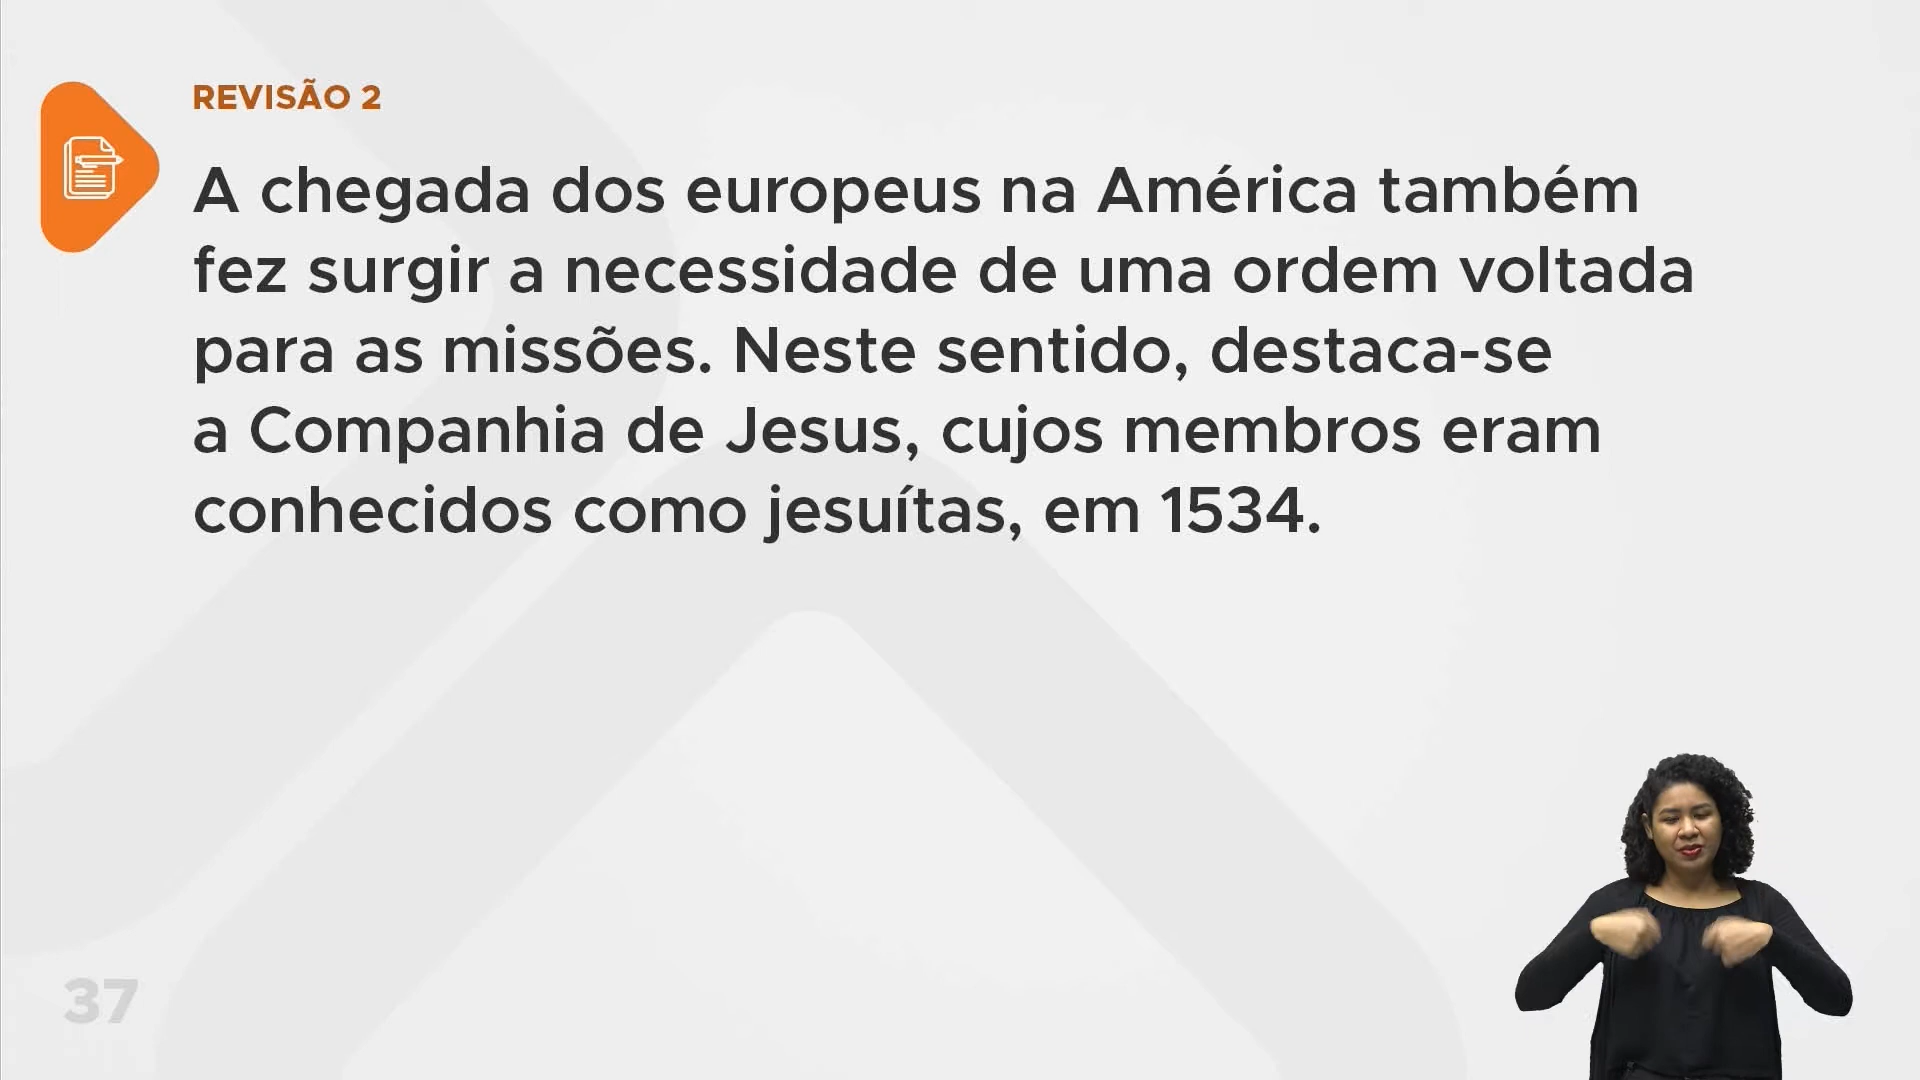 REVISÃO 2
A chegada dos europeus na América também
fez surgir a necessidade de uma ordem voltada
para as missões. Neste sentido, destaca-se
a Companhia de Jesus, cujos membros eram
conhecidos como jesuítas, em 1534.
37